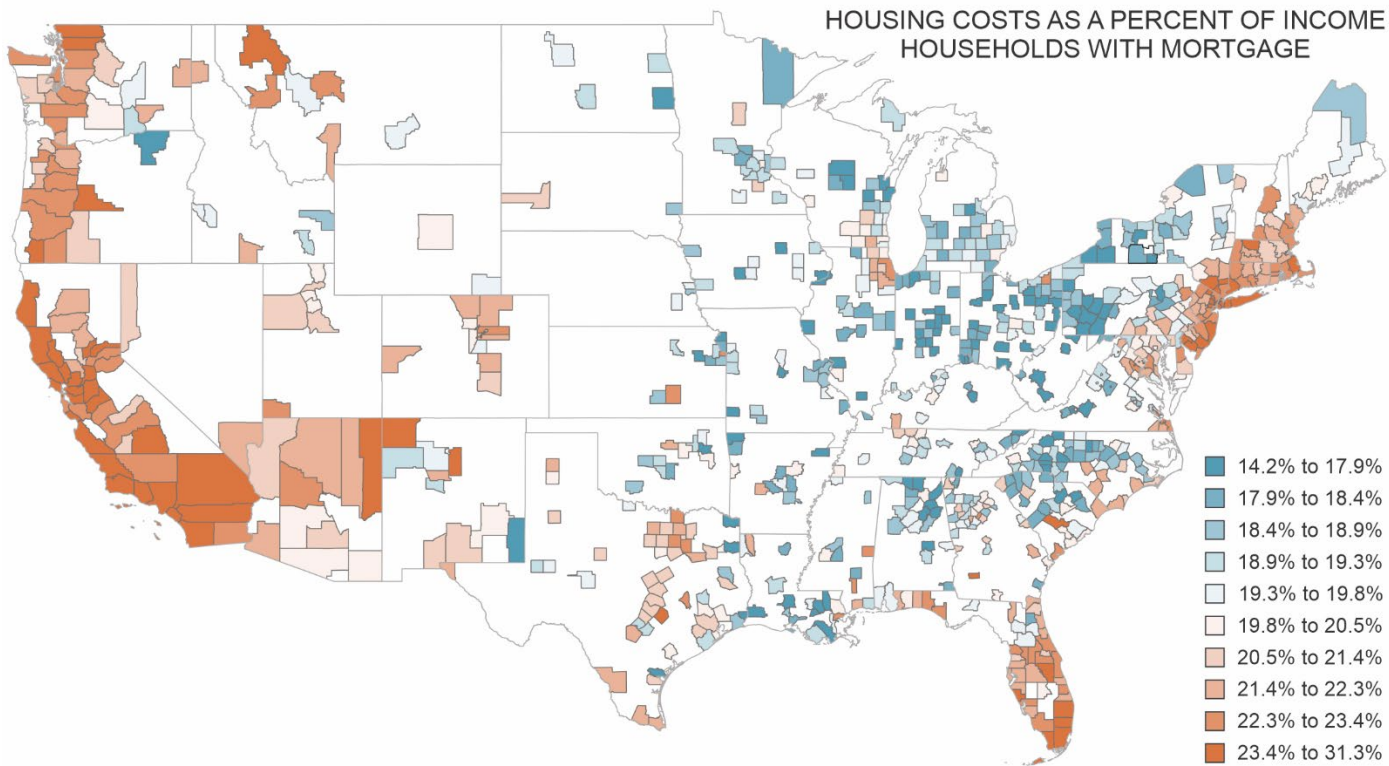 HOUSING COSTS AS A PERCENT OF INCOME
HOUSEHOLDS WITH MORTGAGE
14.2% to 17.9%
17.9% to 18.4%
18.4% to 18.9%
18.9% to 19.3%
19.3% to 19.8%
19.8% to 20.5%
20.5% to 21.4%
21.4% to 22.3%
22.3% to 23.4%
23.4% to 31.3%